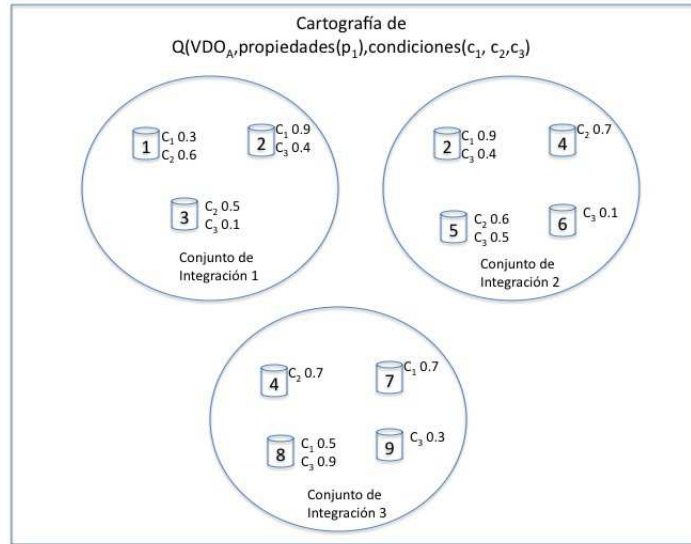 Cartografía de
Q(VDO_A,propiedades(p_1),condiciones(c_1, c_2,c_3)
1 C_1 0.3
C_2 0.6
2 C_1 0.9
C_3 0.4
3 C_2 0.5
C_3 0.1
Conjunto de
Integración 1
2 C_1 0.9
C_3 0.4
4 C_2 0.7
5 C_2 0.6
C_3 0.5
6 C_3 0.1
Conjunto de
Integración 2
4 C_2 0.7
7 C_1 0.7
8 C_1 0.5
C_3 0.9
9 C_3 0.3
Conjunto de
Integración 3